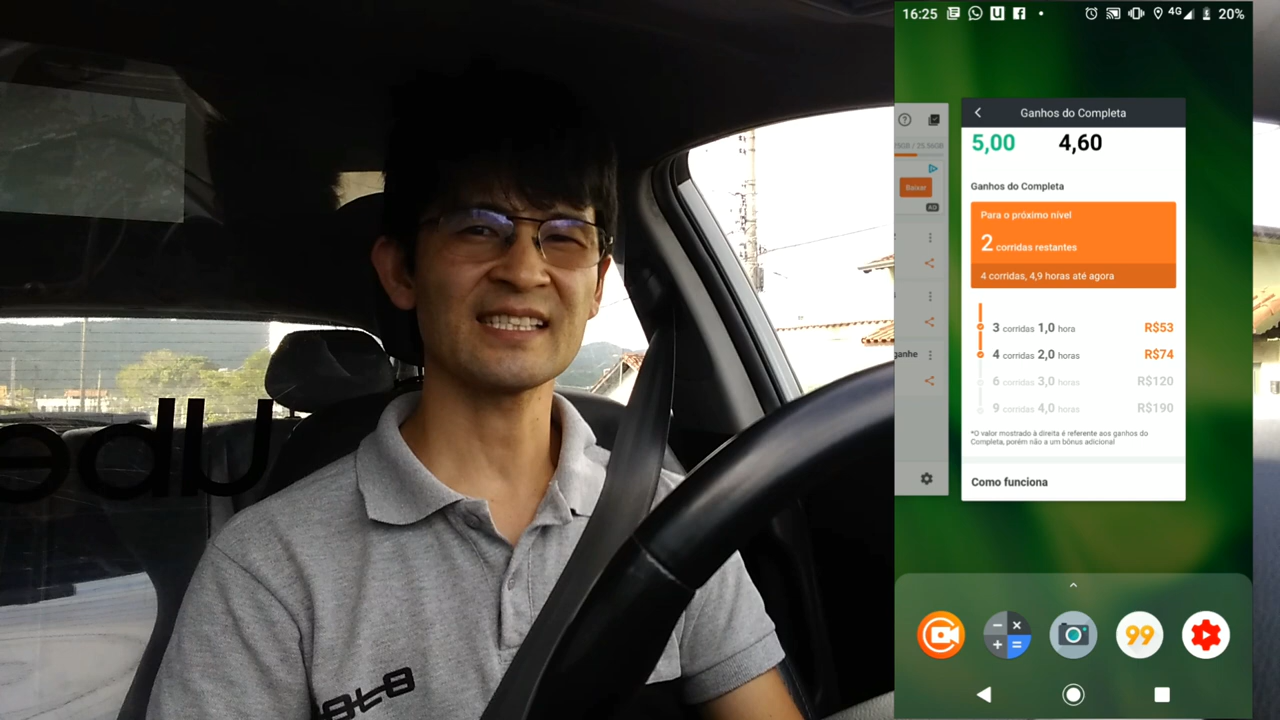 16:25
4G
20%
Ganhos do Completa
5,00 4,60
Ganhos do Completa
Para o próximo nível
2 corridas restantes
4 corridas, 4,9 horas até agora
3 corridas 1,0 hora R$53
4 corridas 2,0 horas R$74
6 corridas 3,0 horas R$120
9 corridas 4,0 horas R$190
*O valor mostrado à direita é referente aos ganhos do
Completa, porém não a um bônus adicional
Como funciona
Baixar
AD
ganhe
99
Ube